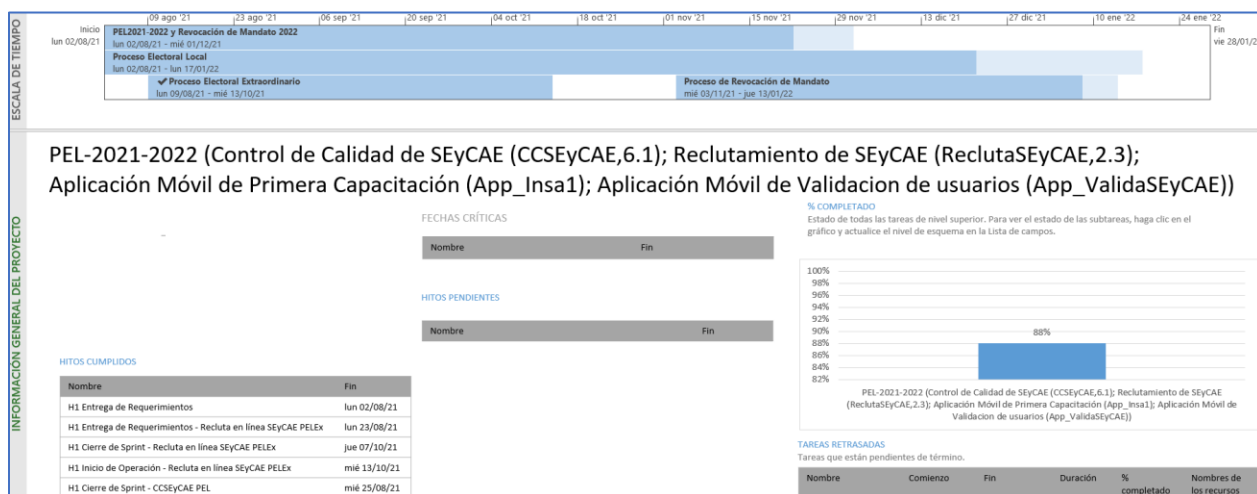 ESCALA DE TIEMPO
09 ago '21 23 ago '21 06 sep '21 20 sep '21 04 oct '21 18 oct '21 01 nov '21 15 nov '21 29 nov '21 13 dic '21 27 dic '21 10 ene '22 24 ene '22
Inicio
lun 02/08/21
PEL2021-2022 y Revocación de Mandato 2022
lun 02/08/21 - mié 01/12/21
Proceso Electoral Local
lun 02/08/21 - lun 17/01/22
✔ Proceso Electoral Extraordinario
lun 09/08/21 - mié 13/10/21
Proceso de Revocación de Mandato
mié 03/11/21 - jue 13/01/22
Fin
vie 28/01/2
INFORMACIÓN GENERAL DEL PROYECTO
PEL-2021-2022 (Control de Calidad de SEyCAE (CCSEyCAE,6.1); Reclutamiento de SEyCAE (ReclutaSEyCAE,2.3);
Aplicación Móvil de Primera Capacitación (App_Insa1); Aplicación Móvil de Validacion de usuarios (App_ValidaSEyCAE))
FECHAS CRÍTICAS
Nombre Fin
HITOS PENDIENTES
Nombre Fin
HITOS CUMPLIDOS
Nombre Fin
H1 Entrega de Requerimientos lun 02/08/21
H1 Entrega de Requerimientos - Recluta en línea SEyCAE PELEx lun 23/08/21
H1 Cierre de Sprint - Recluta en línea SEyCAE PELEx jue 07/10/21
H1 Inicio de Operación - Recluta en línea SEyCAE PELEx mié 13/10/21
H1 Cierre de Sprint - CCSEyCAE PEL mié 25/08/21
% COMPLETADO
Estado de todas las tareas de nivel superior. Para ver el estado de las subtareas, haga clic en el
gráfico y actualice el nivel de esquema en la Lista de campos.
100%
98%
96%
94%
92%
90%
88%
86%
84%
82%
88%
PEL-2021-2022 (Control de Calidad de SEyCAE (CCSEyCAE,6.1); Reclutamiento de SEyCAE
(ReclutaSEyCAE,2.3); Aplicación Móvil de Primera Capacitación (App_Insa1); Aplicación Móvil de
Validacion de usuarios (App_ValidaSEyCAE))
TAREAS RETRASADAS
Tareas que están pendientes de término.
Nombre Comienzo Fin Duración % completado Nombres de los recursos